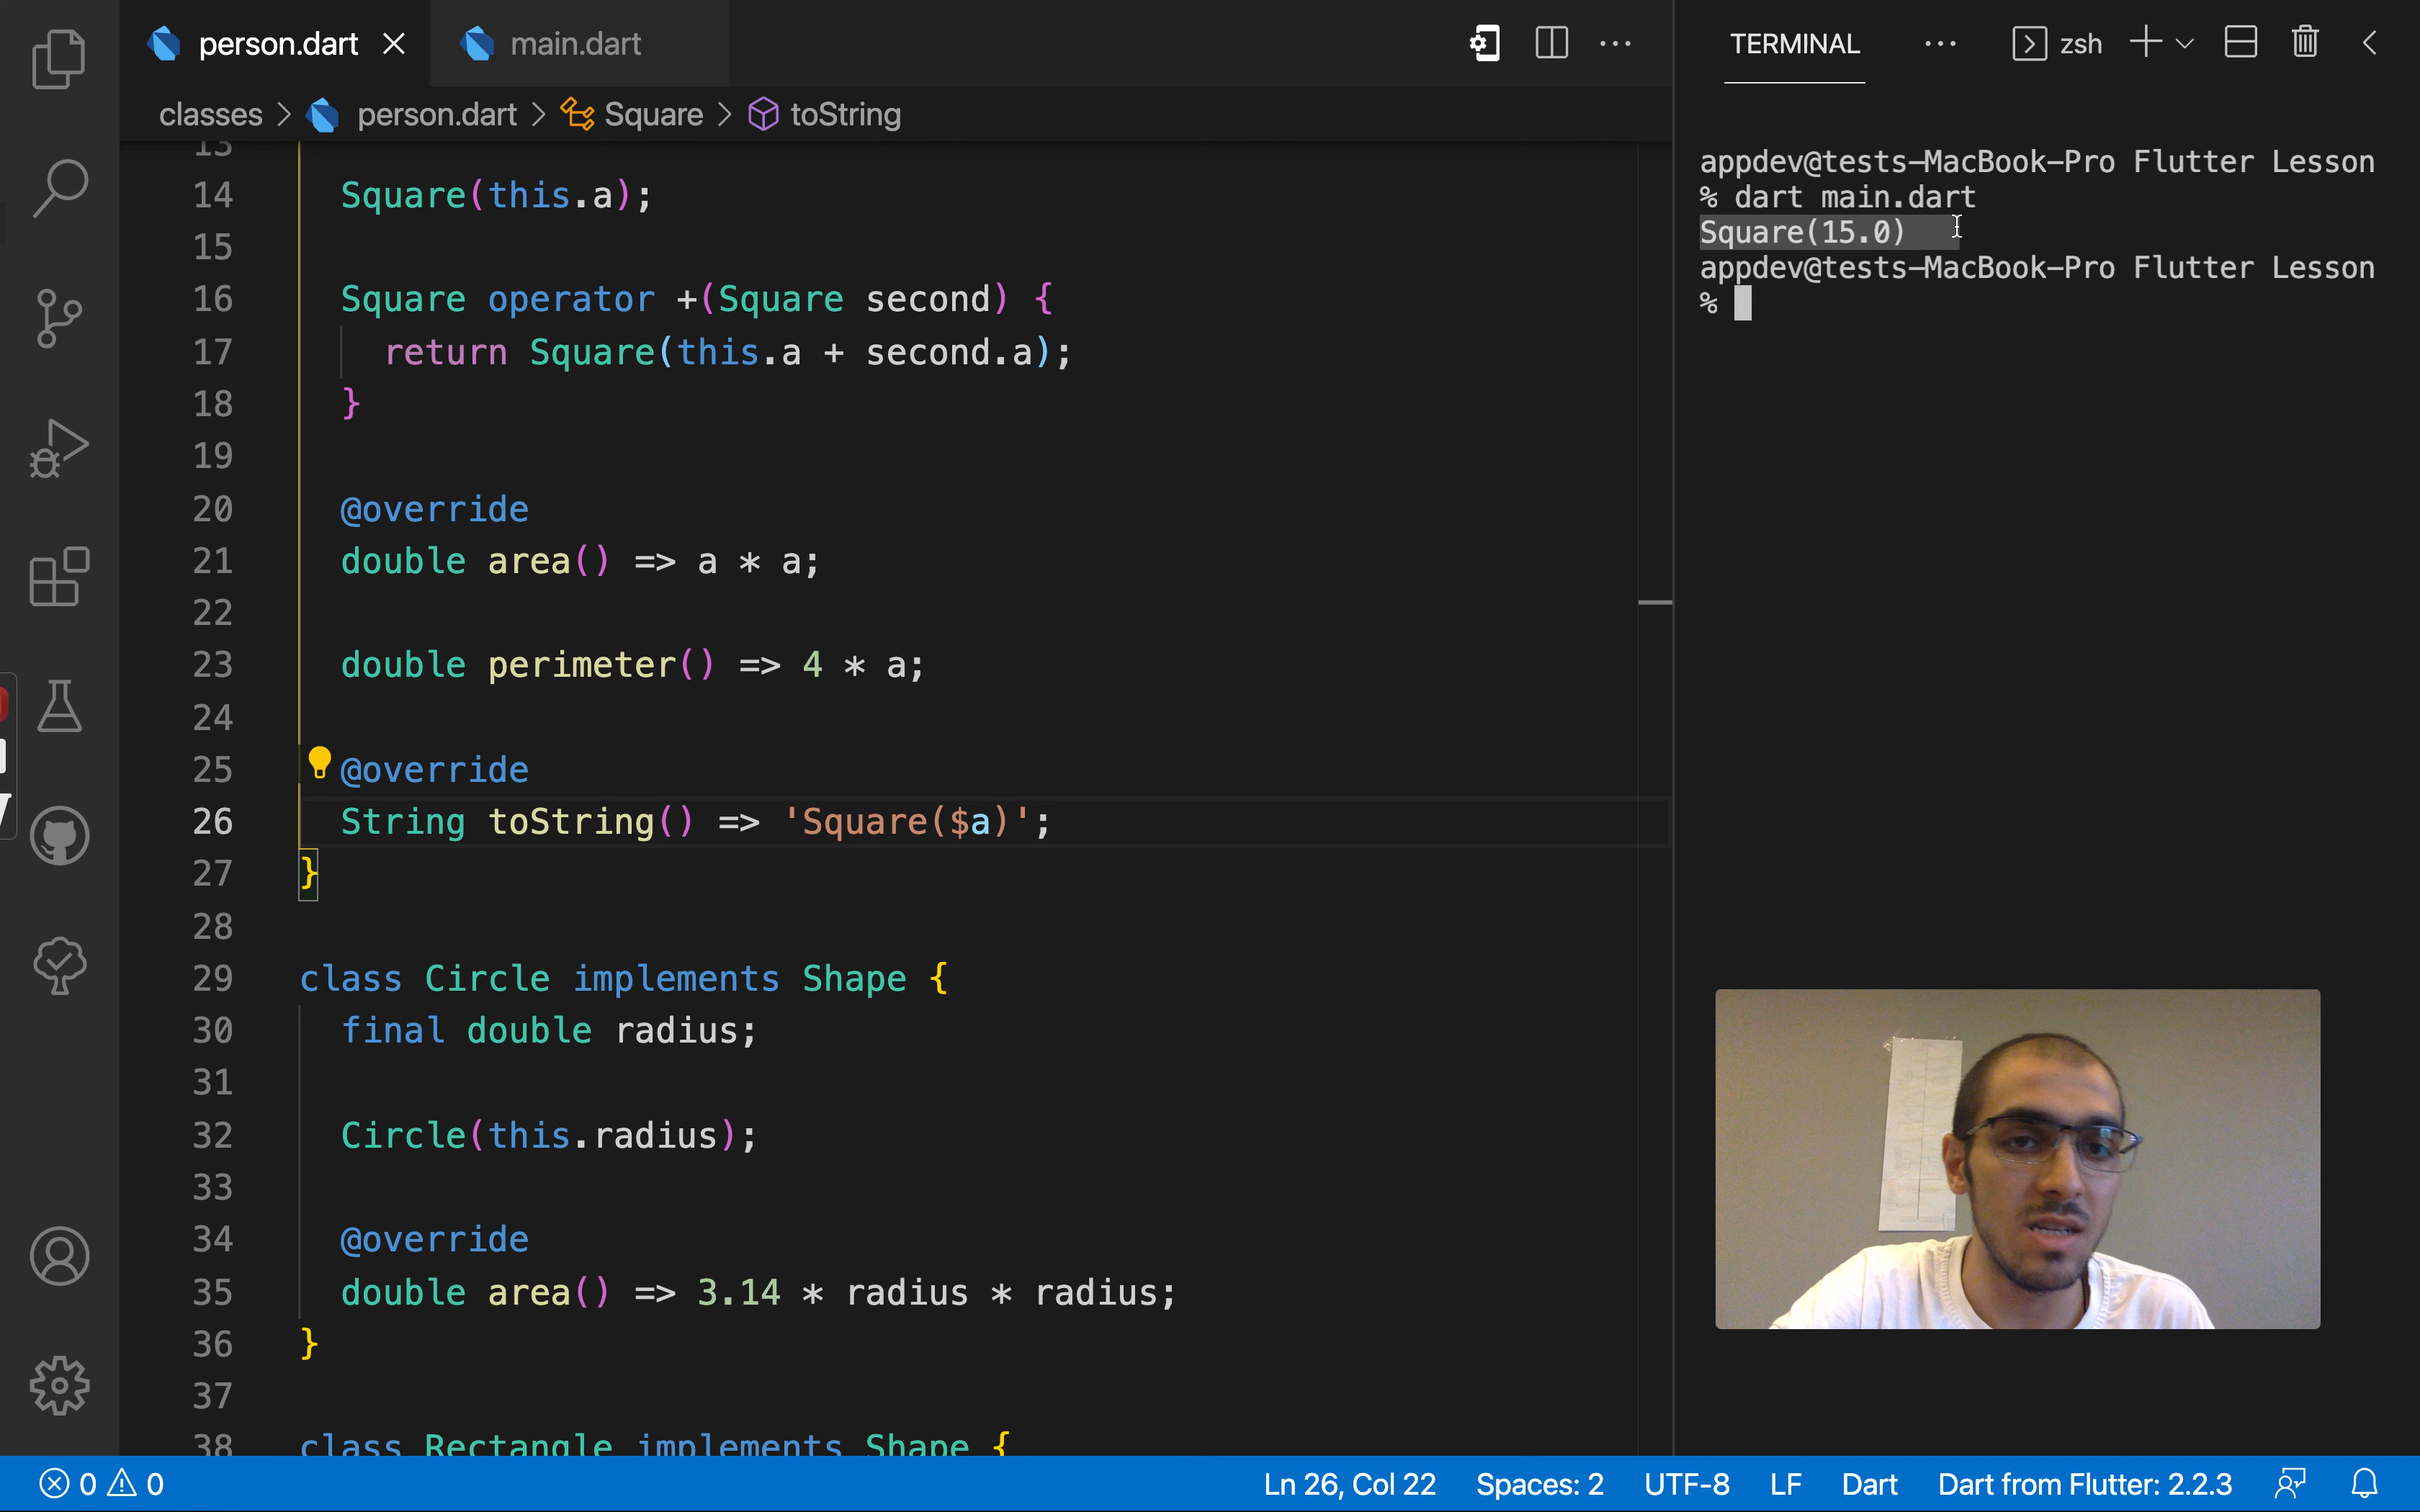 person.dart
main.dart
TERMINAL
zsh
classes > person.dart > Square > toString
13
14 Square(this.a);
15
16 Square operator +(Square second) {
17 return Square(this.a + second.a);
18 }
19
20 @override
21 double area() => a * a;
22
23 double perimeter() => 4 * a;
24
25 @override
26 String toString() => 'Square($a)';
27 }
28
29 class Circle implements Shape {
30 final double radius;
31
32 Circle(this.radius);
33
34 @override
35 double area() => 3.14 * radius * radius;
36 }
37
38 class Rectangle implements Shape {
appdev@tests-MacBook-Pro Flutter Lesson
% dart main.dart
Square(15.0)
appdev@tests-MacBook-Pro Flutter Lesson
%
0 0
Ln 26, Col 22
Spaces: 2
UTF-8
LF
Dart
Dart from Flutter: 2.2.3